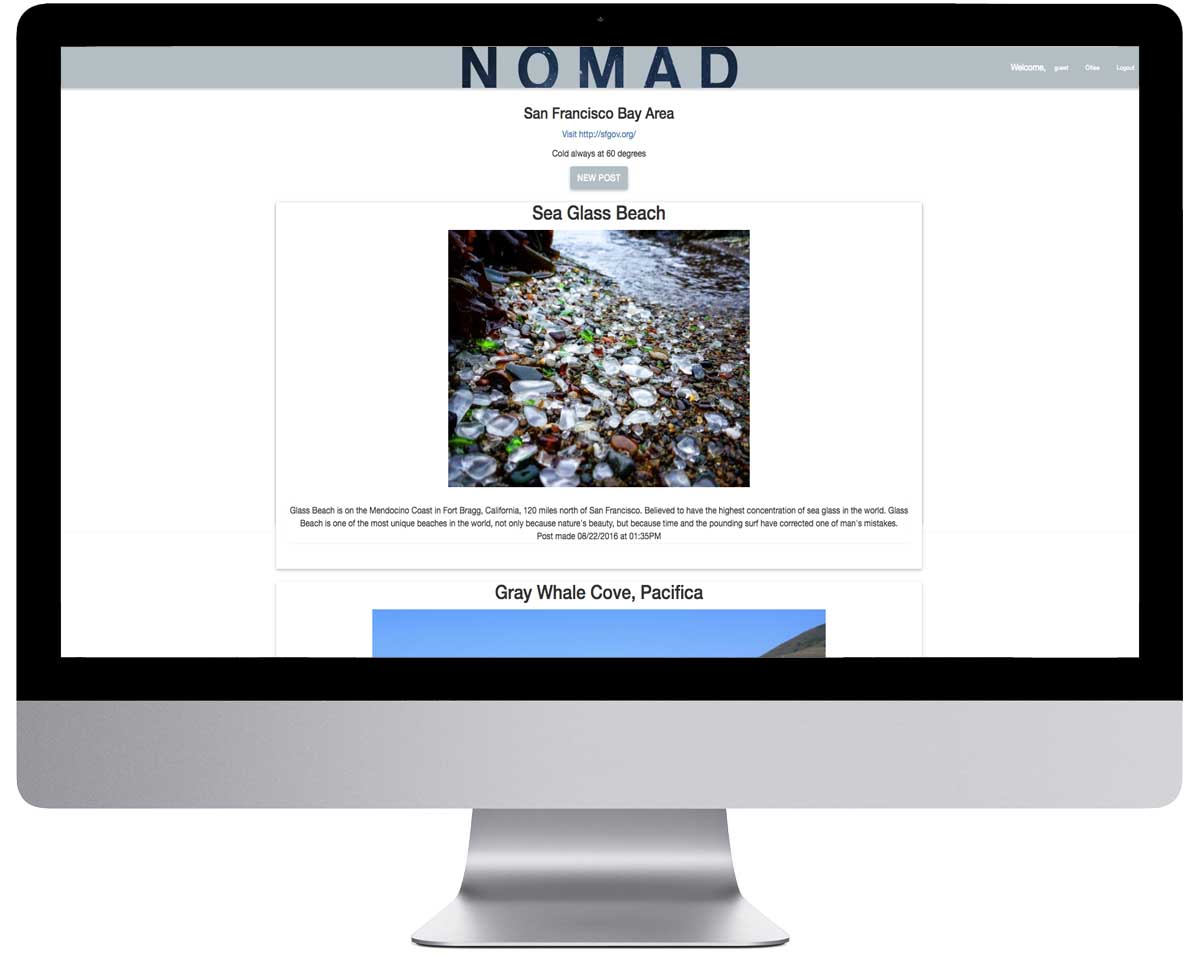 NOMAD
Welcome, guest Cities Logout
San Francisco Bay Area
Visit http://sfgov.org/
Cold always at 60 degrees
NEW POST
Sea Glass Beach
Glass Beach is on the Mendocino Coast in Fort Bragg, California, 120 miles north of San Francisco. Believed to have the highest concentration of sea glass in the world. Glass
Beach is one of the most unique beaches in the world, not only because nature's beauty, but because time and the pounding surf have corrected one of man's mistakes.
Post made 08/22/2016 at 01:35PM
Gray Whale Cove, Pacifica